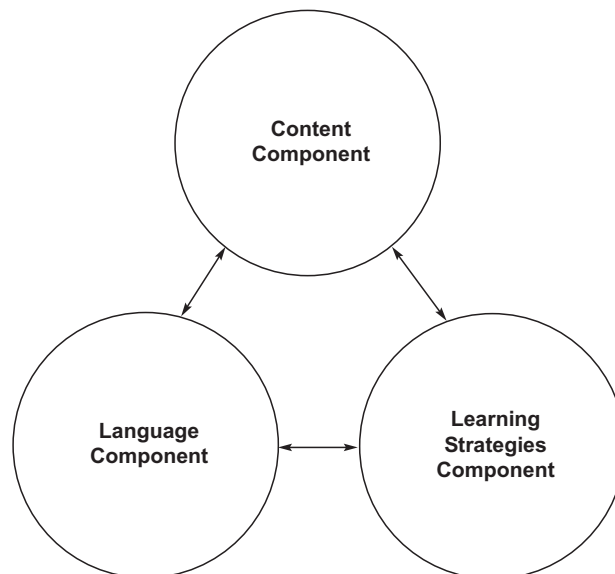 Content
Component
Language
Component
Learning
Strategies
Component